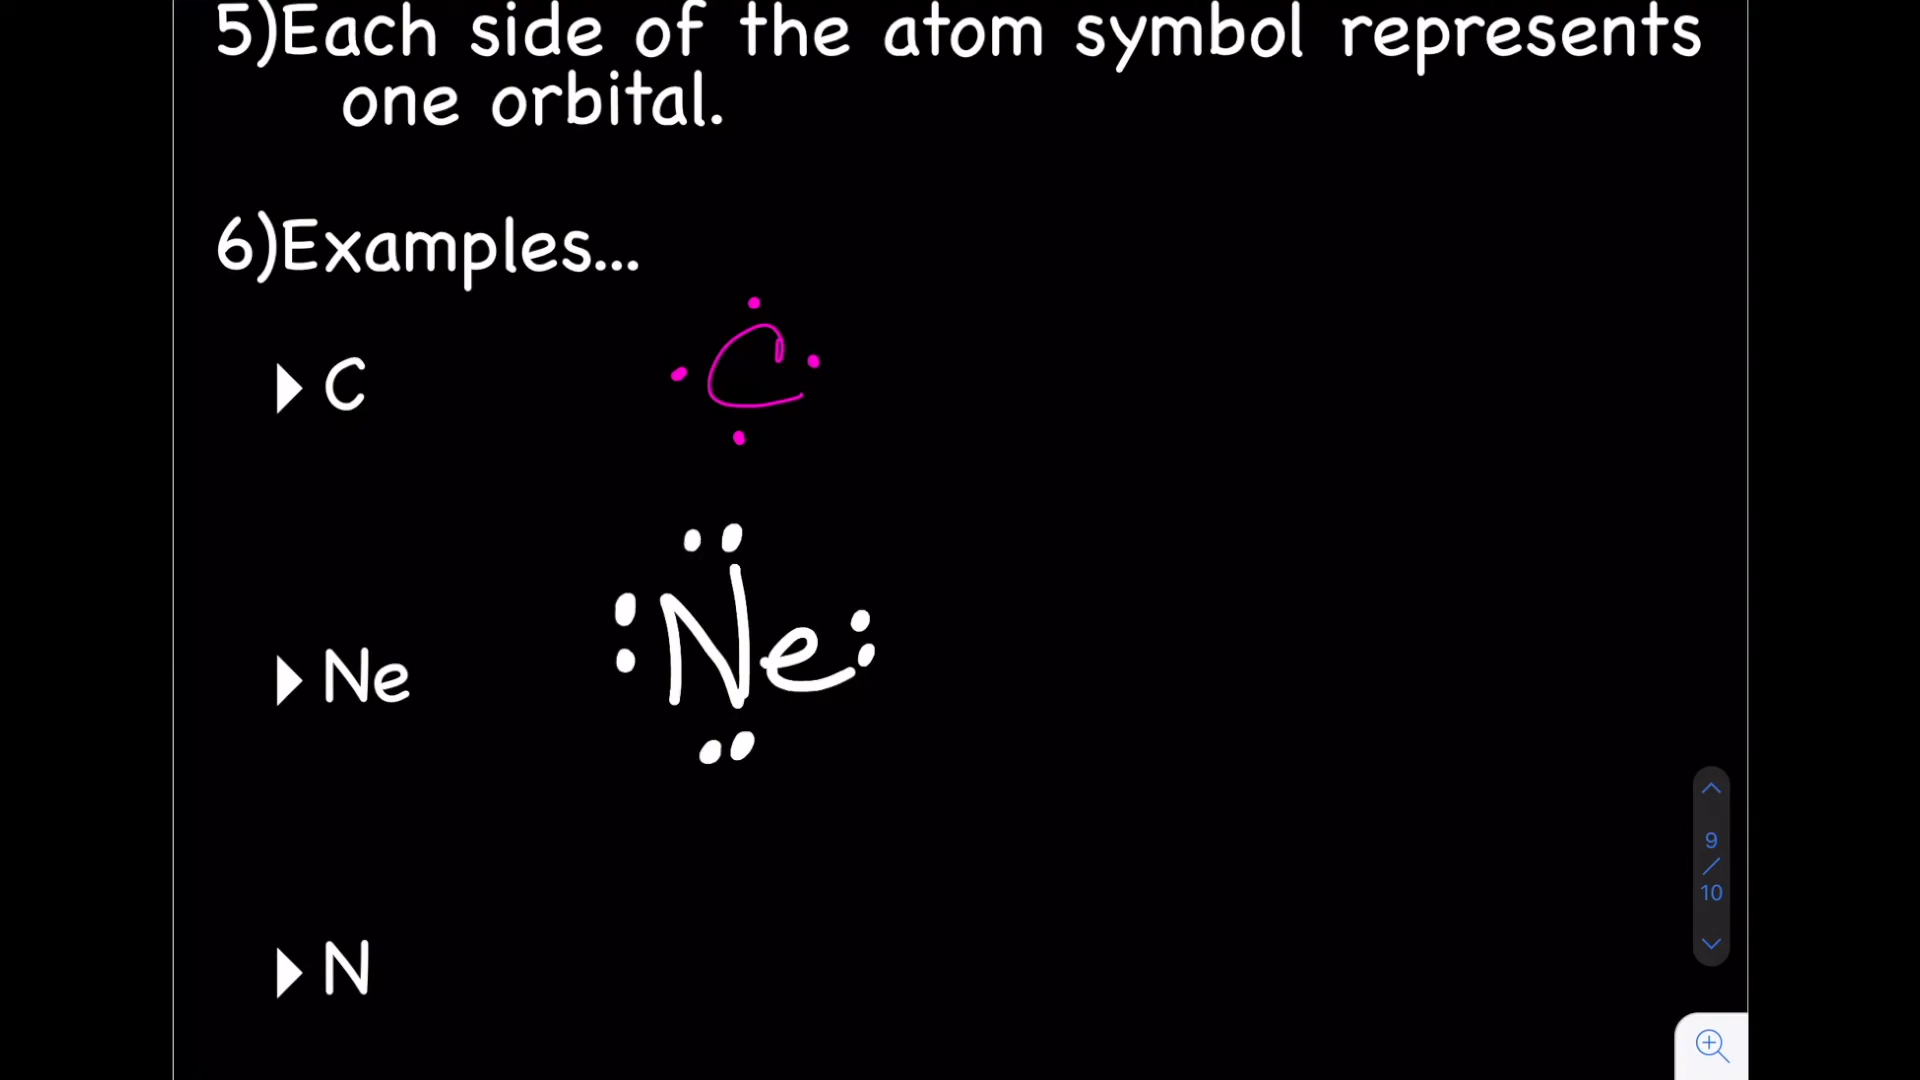 5)Each side of the atom symbol represents
one orbital.
6)Examples...
▶ C
C
▶ Ne
Ne
▶ N
9
/
10